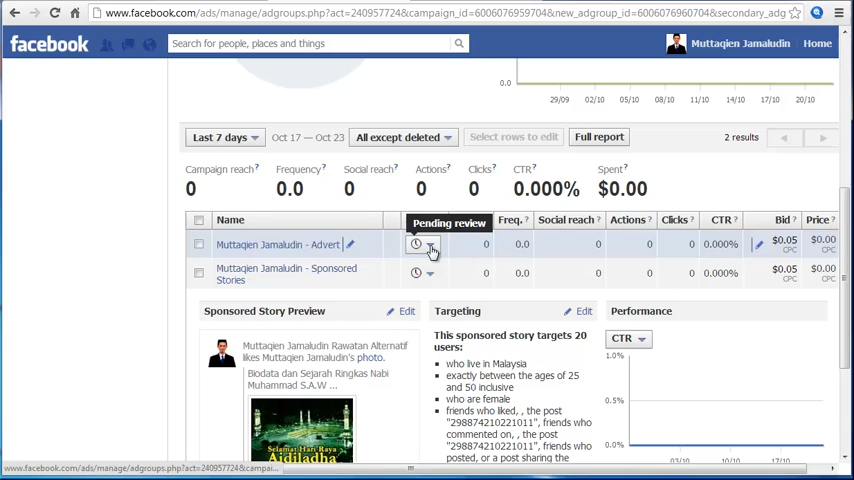 www.facebook.com/ads/manage/adgroups.php?act=240957724&campaign_id=6006076959704&new_adgroup_id=6006076960704&secondary_adg
facebook
Search for people, places and things
Muttaqien Jamaludin
Home
0.0
29/09 02/10 05/10 08/10 11/10 14/10 17/10 20/10
Last 7 days
Oct 17 — Oct 23
All except deleted
Select rows to edit
Full report
2 results
Campaign reach? Frequency? Social reach? Actions? Clicks? CTR? Spent?
0 0.0 0 0 0 0.000% $0.00
Pending review
Name Freq. ? Social reach ? Actions ? Clicks ? CTR ? Bid ? Price ?
Muttaqien Jamaludin - Advert 0 0.0 0 0 0 0.000% $0.05 $0.00
CPC CPC
Muttaqien Jamaludin - Sponsored 0 0.0 0 0 0 0.000% $0.05 $0.00
Stories CPC CPC
Sponsored Story Preview Edit
Targeting Edit
Performance
Muttaqien Jamaludin Rawatan Alternatif
likes Muttaqien Jamaludin's photo.
Biodata dan Sejarah Ringkas Nabi
Muhammad S.A.W ...
Selamat Hari Raya
Aidiladha
This sponsored story targets 20
users:
who live in Malaysia
exactly between the ages of 25
and 50 inclusive
who are female
friends who liked, , the post
"298874210221011", friends who
commented on, , the post
"298874210221011", friends who
posted, or a post sharing the
CTR
1.0%
0.5%
0.0%
03/10 10/10 17/10
www.facebook.com/ads/manage/adgroups.php?act=240957724&campai...